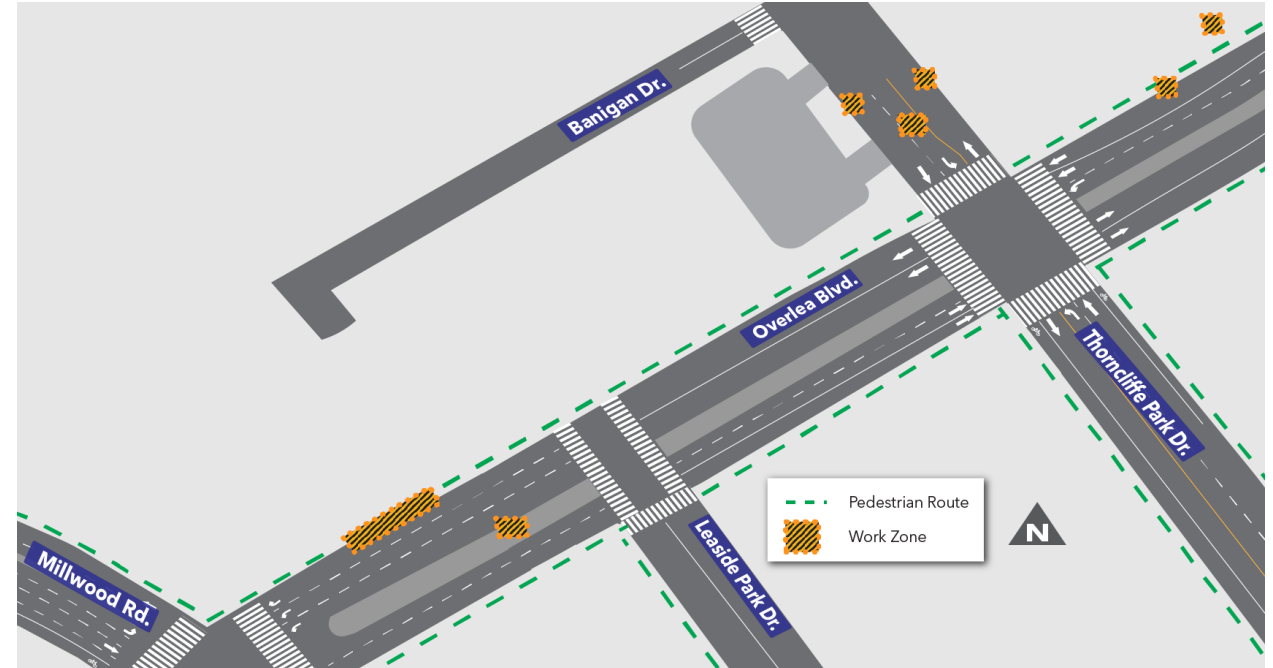 Banigan Dr.
Overlea Blvd.
Thorncliffe Park Dr.
Pedestrian Route
Work Zone
N
Leaside Park Dr.
Millwood Rd.